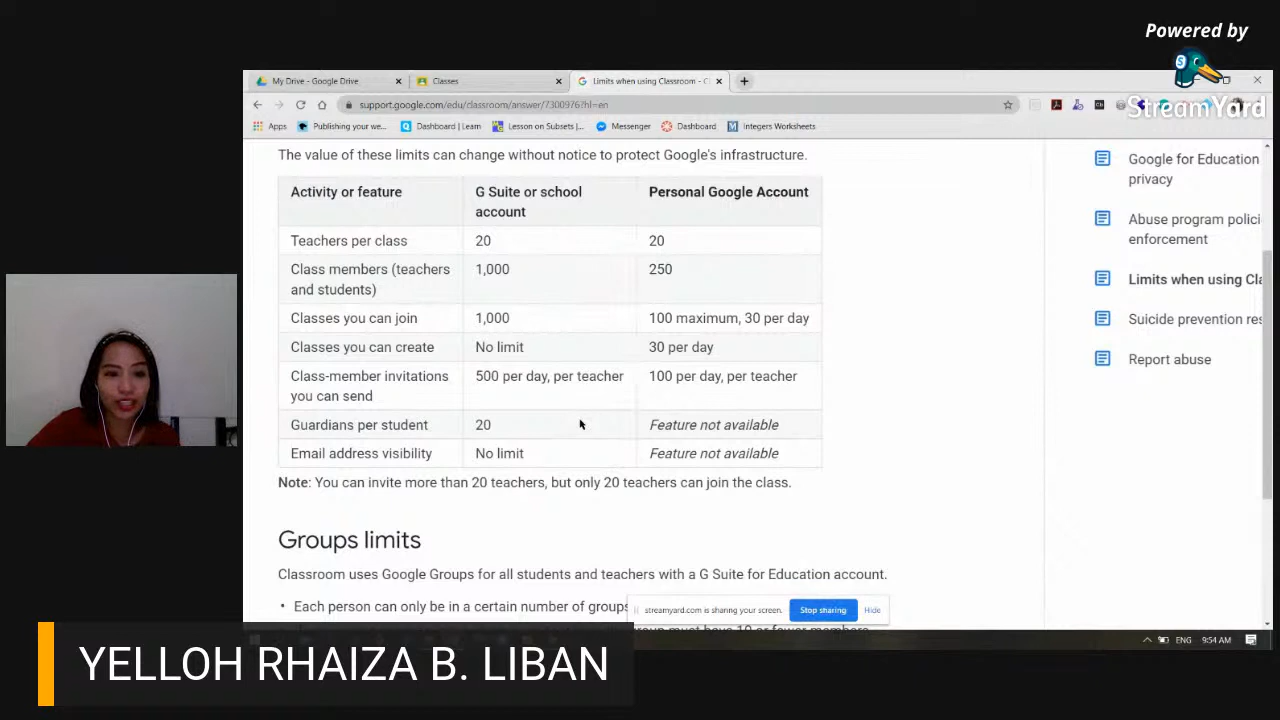 Powered by
StreamYard
My Drive - Google Drive
Classes
Limits when using Classroom - C
support.google.com/edu/classroom/answer/7300976?hl=en
Apps
Publishing your we...
Dashboard | Learn
Lesson on Subsets |...
Messenger
Dashboard
Integers Worksheets
The value of these limits can change without notice to protect Google's infrastructure.
Activity or feature
G Suite or school
account
Personal Google Account
Teachers per class
20
20
Class members (teachers
and students)
1,000
250
Classes you can join
1,000
100 maximum, 30 per day
Classes you can create
No limit
30 per day
Class-member invitations
you can send
500 per day, per teacher
100 per day, per teacher
Guardians per student
20
Feature not available
Email address visibility
No limit
Feature not available
Note: You can invite more than 20 teachers, but only 20 teachers can join the class.
Groups limits
Classroom uses Google Groups for all students and teachers with a G Suite for Education account.
• Each person can only be in a certain number of groups
group must have 10 or fewer members
Google for Education
privacy
Abuse program polici
enforcement
Limits when using Cla
Suicide prevention res
Report abuse
streamyard.com is sharing your screen.
Stop sharing
Hide
ENG
9:54 AM
YELLOH RHAIZA B. LIBAN